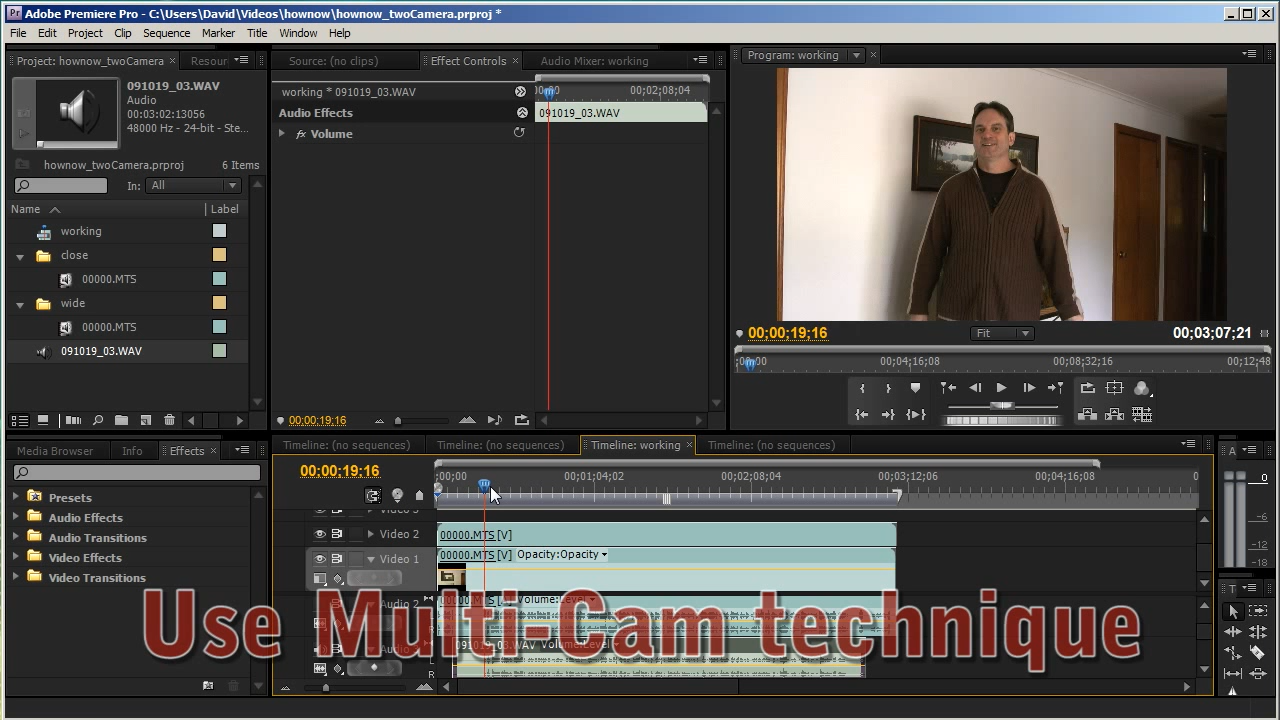 Pr Adobe Premiere Pro - C:\Users\David\Videos\hownow\hownow_twoCamera.prproj *
File Edit Project Clip Sequence Marker Title Window Help
Project: hownow_twoCamera.prproj
Resour
Source: (no clips)
Effect Controls
Audio Mixer: working
Program: working
091019_03.WAV
Audio
00;03;02;13056
48000 Hz - 24-bit - Ste...
hownow_twoCamera.prproj
6 Items
In: All
Name
Label
working
close
00000.MTS
wide
00000.MTS
091019_03.WAV
working * 091019_03.WAV
00;02;08;04
Audio Effects
091019_03.WAV
fx Volume
00;00;19;16
00;00;19;16
Fit
00;03;07;21
;00;00
00;04;16;08
00;08;32;16
00;12;48
Media Browser
Info
Effects
Presets
Audio Effects
Audio Transitions
Video Effects
Video Transitions
Timeline: (no sequences)
Timeline: (no sequences)
Timeline: working
Timeline: (no sequences)
00;00;19;16
;00;00
00;01;04;02
00;02;08;04
00;03;12;06
00;04;16;08
0
Video 3
Video 2
00000.MTS [V]
Video 1
00000.MTS [V] Opacity:Opacity
Audio 2
00000.MTS [A] Volume:Level
091019_03.WAV Volume:Level
R
A
0
-6
-12
-18
T
Use Multi-Cam technique